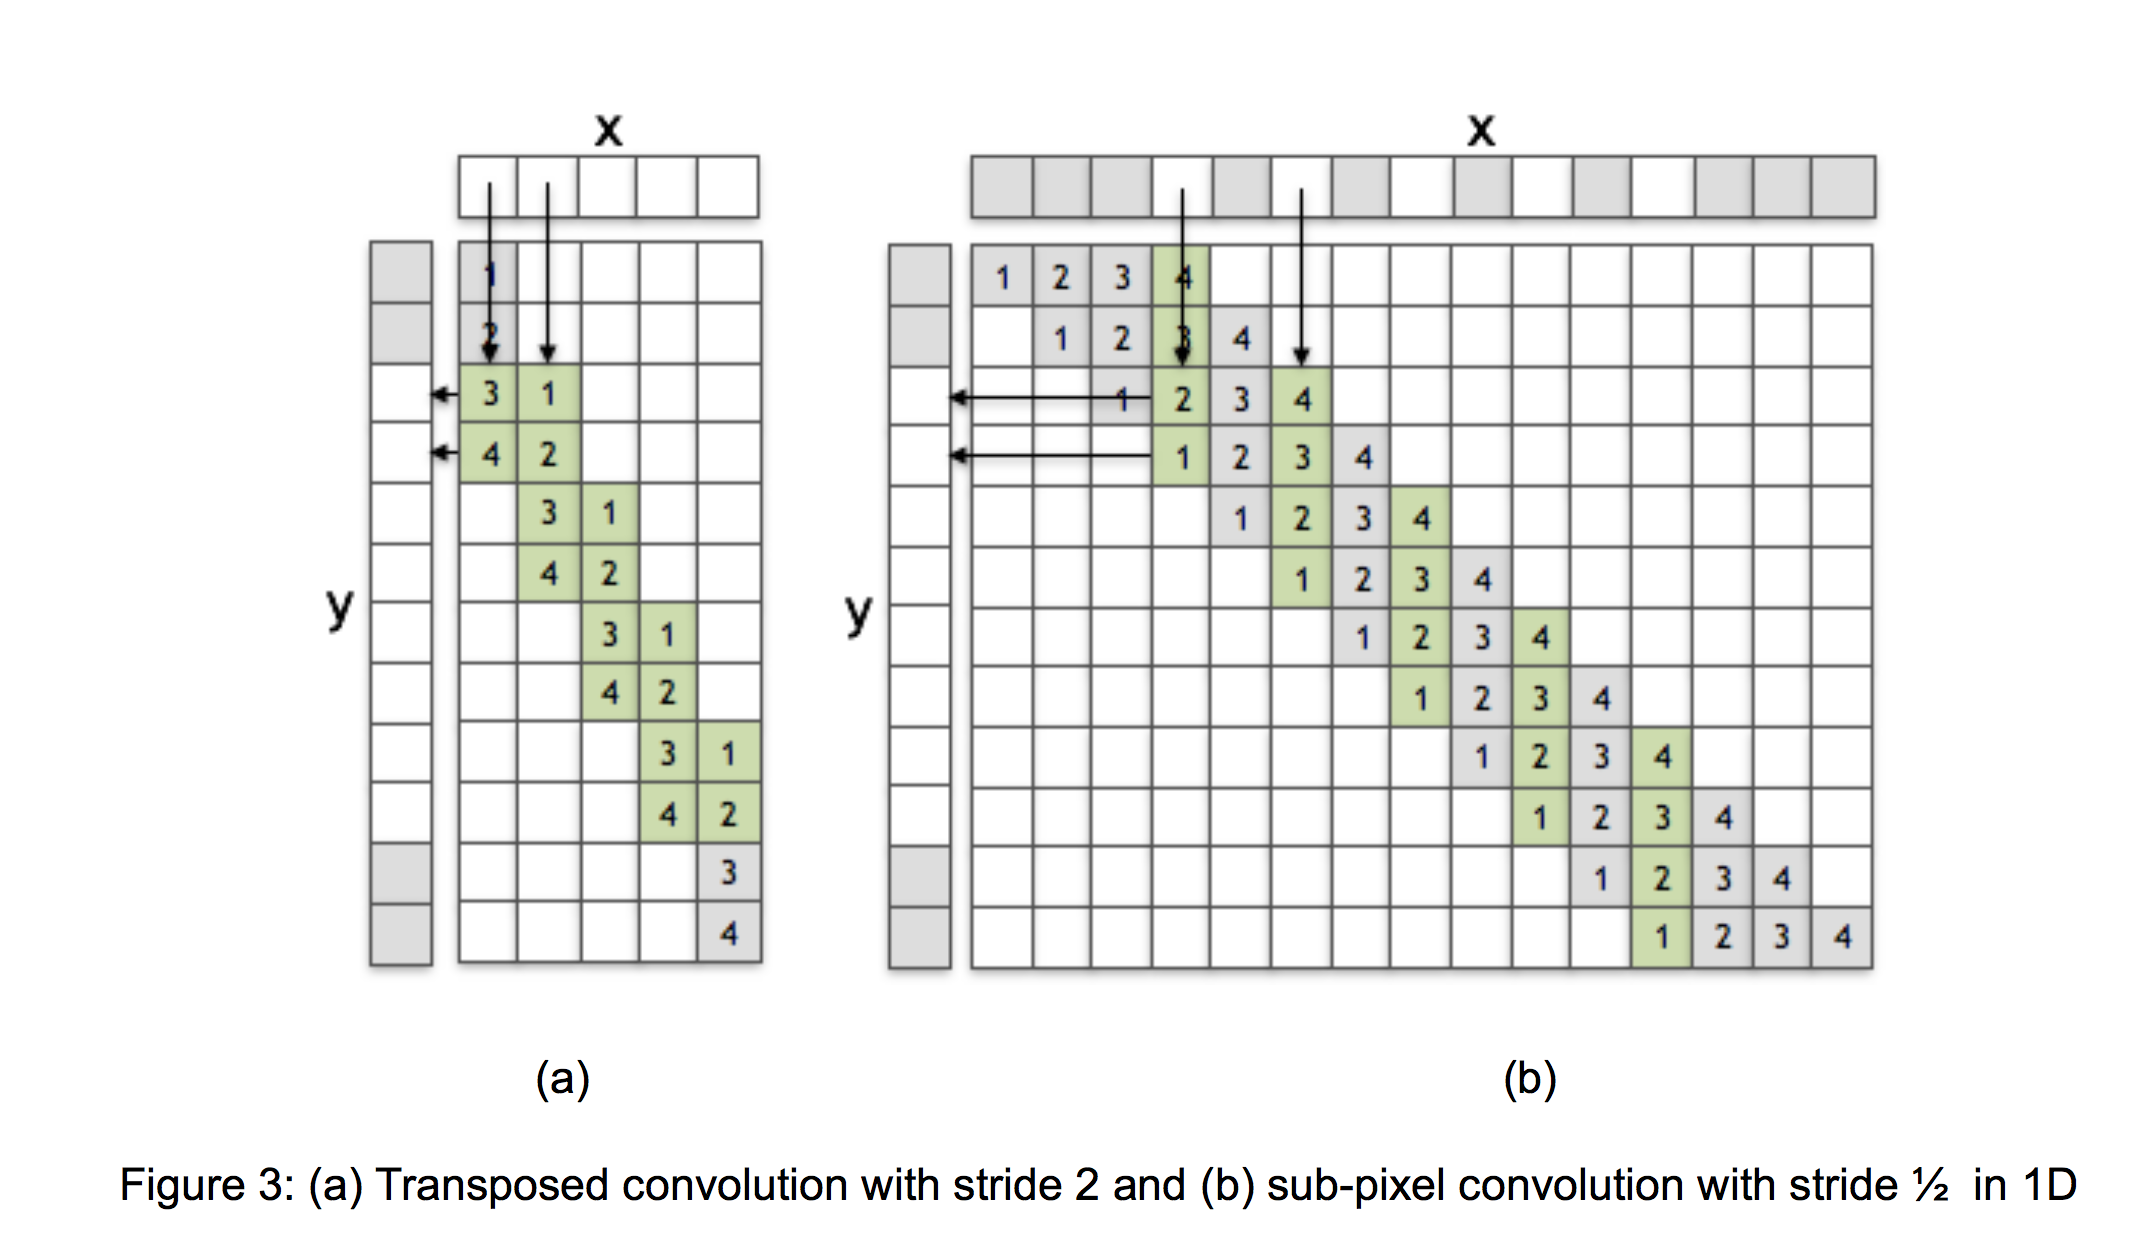 x x
1 1 2 3 4
2 1 2 3 4
3 1 1 2 3 4
4 2 1 2 3 4
3 1 1 2 3 4
4 2 1 2 3 4
y y
3 1 1 2 3 4
4 2 1 2 3 4
3 1 1 2 3 4
4 2 1 2 3 4
3 1 2 3 4
4 1 2 3 4
(a) (b)
Figure 3: (a) Transposed convolution with stride 2 and (b) sub-pixel convolution with stride ½ in 1D